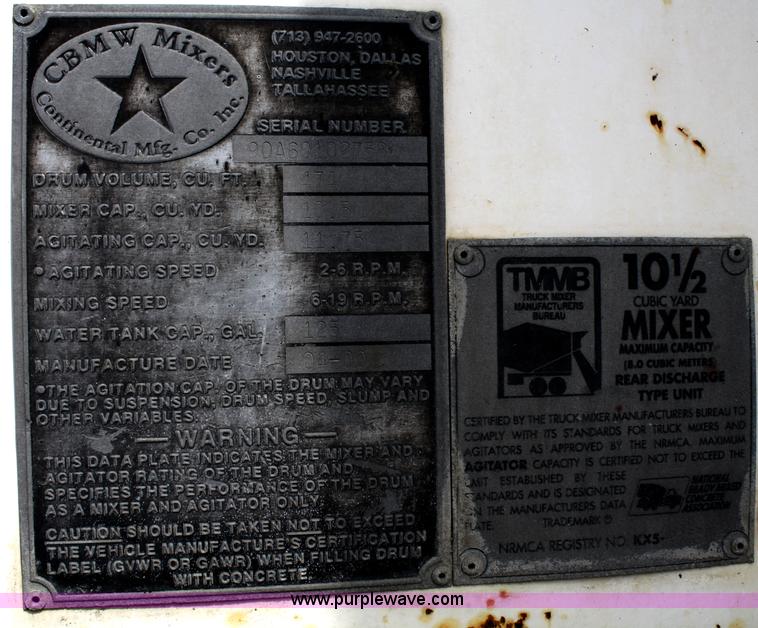 CBMW Mixers
Continental Mfg. Co. Inc.
(713) 947-2600
HOUSTON, DALLAS
NASHVILLE
TALLAHASSEE
SERIAL NUMBER
DRUM VOLUME, CU. FT.
MIXER CAP., CU. YD.
AGITATING CAP., CU. YD. 11.75
•AGITATING SPEED 2-6 R.P.M.
MIXING SPEED 6-19 R.P.M.
WATER TANK CAP., GAL.
MANUFACTURE DATE
•THE AGITATION CAP. OF THE DRUM MAY VARY
DUE TO SUSPENSION, DRUM SPEED, SLUMP AND
OTHER VARIABLES.
— WARNING —
THIS DATA PLATE INDICATES THE MIXER AND
AGITATOR RATING OF THE DRUM AND
SPECIFIES THE PERFORMANCE OF THE DRUM
AS A MIXER AND AGITATOR ONLY.
CAUTION SHOULD BE TAKEN NOT TO EXCEED
THE VEHICLE MANUFACTURE'S CERTIFICATION
LABEL (GVWR OR GAWR) WHEN FILLING DRUM
WITH CONCRETE.
TMMB
TRUCK MIXER
MANUFACTURERS
BUREAU
10 1/2
CUBIC YARD
MIXER
MAXIMUM CAPACITY
(8.0 CUBIC METERS)
REAR DISCHARGE
TYPE UNIT
CERTIFIED BY THE TRUCK MIXER MANUFACTURERS BUREAU TO
COMPLY WITH ITS STANDARDS FOR TRUCK MIXERS AND
AGITATORS AS APPROVED BY THE NRMCA. MAXIMUM
AGITATOR CAPACITY IS CERTIFIED NOT TO EXCEED THE
LIMIT ESTABLISHED BY THESE
STANDARDS AND IS DESIGNATED
ON THE MANUFACTURERS DATA
PLATE. TRADEMARK ®
NATIONAL
READY MIXED
CONCRETE
ASSOCIATION
NRMCA REGISTRY NO. KX5-
www.purplewave.com